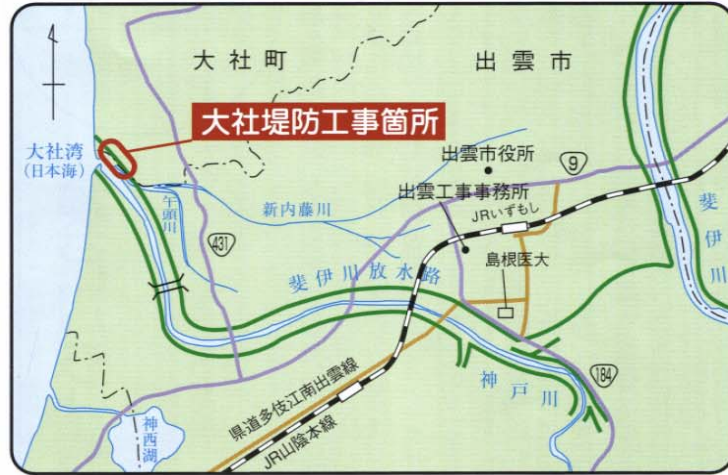 大社町
出雲市
大社堤防工事箇所
大社湾
(日本海)
出雲市役所
9
出雲工事事務所
JRいずもし
新内藤川
午頭川
斐伊川
431
斐伊川放水路
島根医大
184
神戸川
県道多伎江南出雲線
JR山陰本線
神西湖